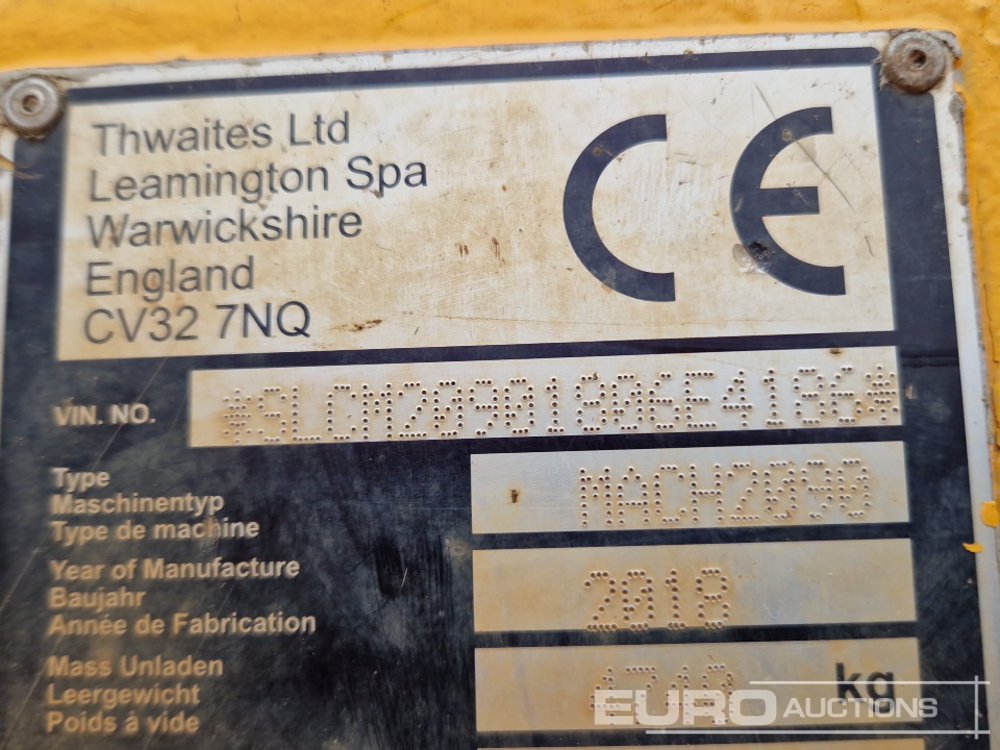 Thwaites Ltd
Leamington Spa
Warwickshire
England
CV32 7NQ
CE
VIN. NO. *SLCM20901806E4186*
Type MACH2090
Maschinentyp
Type de machine
Year of Manufacture 2018
Baujahr
Année de Fabrication
Mass Unladen
Leergewicht kg
Poids à vide
EURO AUCTIONS